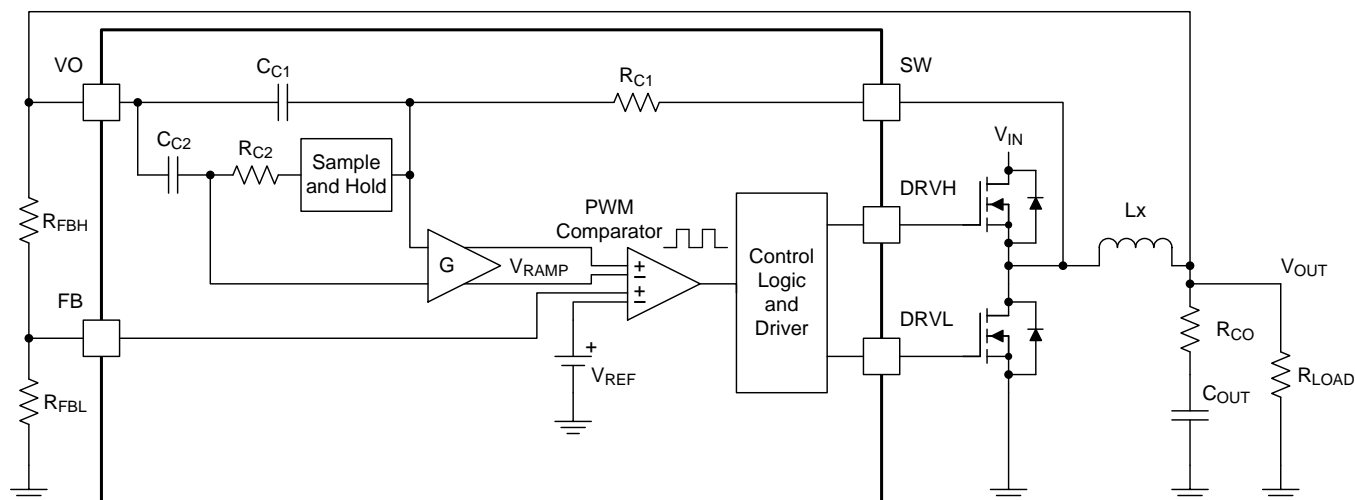 VO
C_C1
R_C1
SW
C_C2
R_C2
Sample
and Hold
V_IN
R_FBH
PWM
Comparator
DRVH
Lx
G
V_RAMP
+
−
+
−
Control
Logic
and
Driver
V_OUT
FB
DRVL
R_CO
+
V_REF
R_LOAD
R_FBL
C_OUT